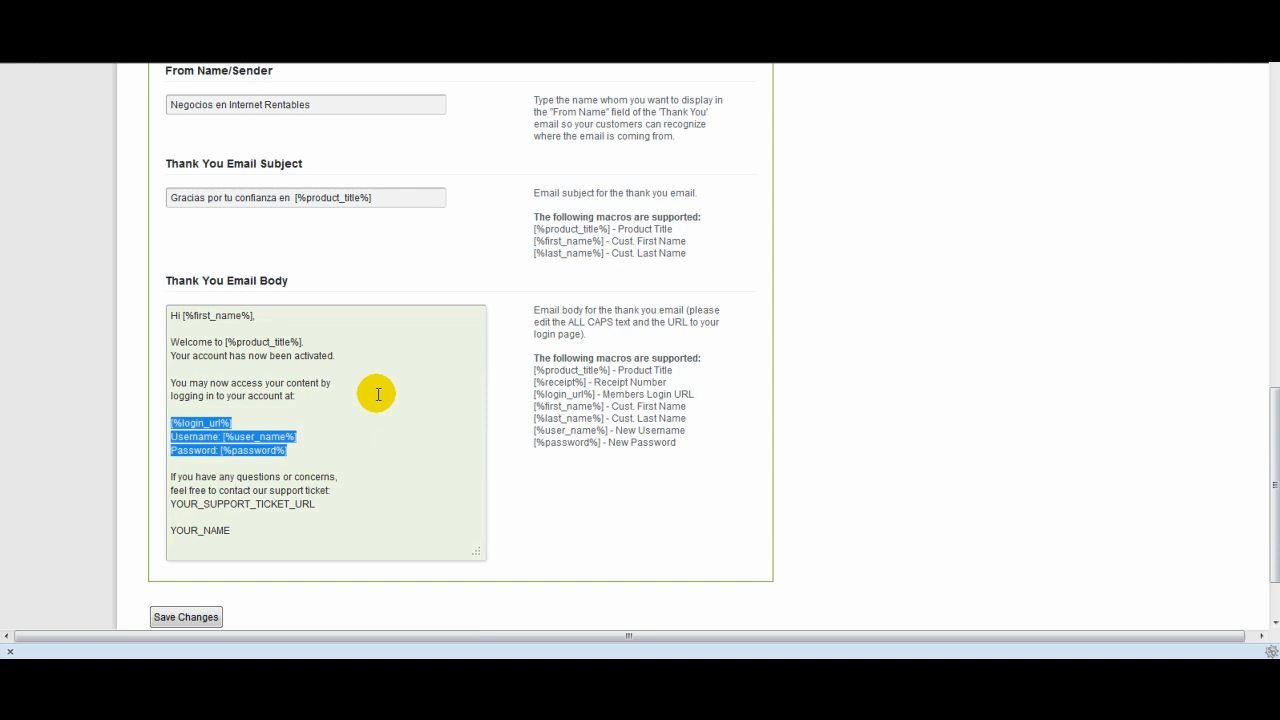 From Name/Sender
Negocios en Internet Rentables
Type the name whom you want to display in
the "From Name" field of the 'Thank You'
email so your customers can recognize
where the email is coming from.
Thank You Email Subject
Gracias por tu confianza en  [%product_title%]
Email subject for the thank you email.
The following macros are supported:
[%product_title%] - Product Title
[%first_name%] - Cust. First Name
[%last_name%] - Cust. Last Name
Thank You Email Body
Hi [%first_name%],
Welcome to [%product_title%].
Your account has now been activated.
You may now access your content by
logging in to your account at:
[%login_url%]
Username: [%user_name%]
Password: [%password%]
If you have any questions or concerns,
feel free to contact our support ticket:
YOUR_SUPPORT_TICKET_URL
YOUR_NAME
Email body for the thank you email (please
edit the ALL CAPS text and the URL to your
login page).
The following macros are supported:
[%product_title%] - Product Title
[%receipt%] - Receipt Number
[%login_url%] - Members Login URL
[%first_name%] - Cust. First Name
[%last_name%] - Cust. Last Name
[%user_name%] - New Username
[%password%] - New Password
Save Changes